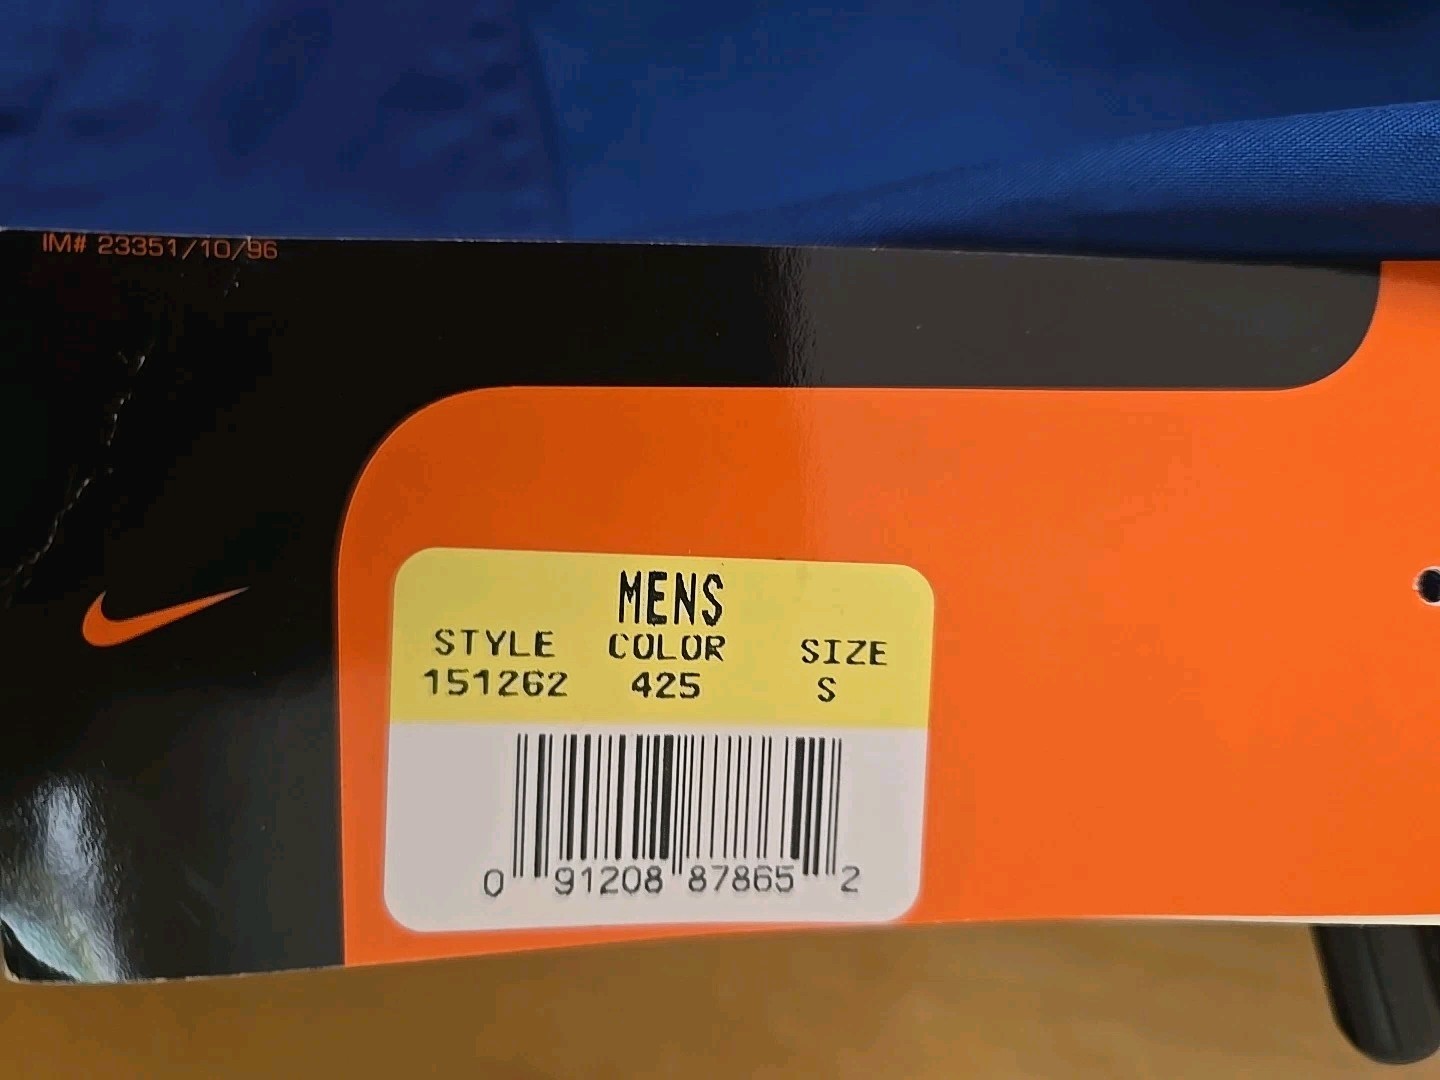 IM# 23351/10/96
MENS
STYLE COLOR SIZE
151262 425 S
0 91208 87865 2